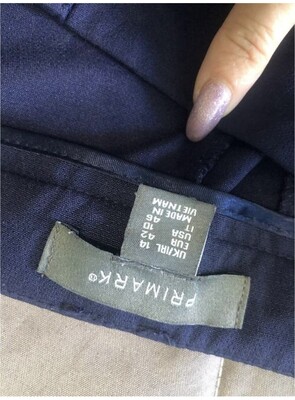 PRIMARK®
UK/IRL 14
EUR 42
USA 10
IT 46
MADE IN
VIETNAM